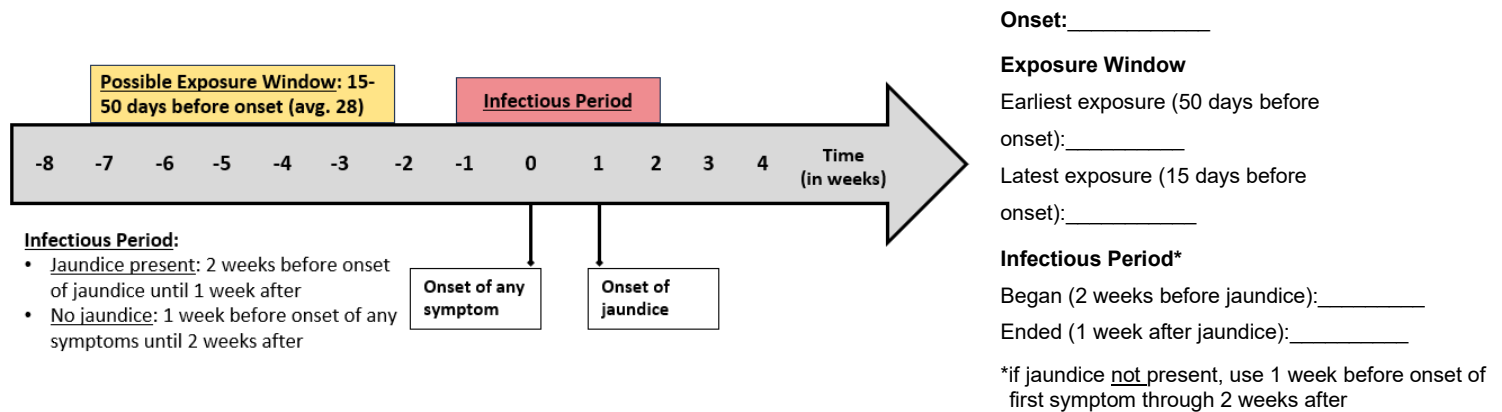 Possible Exposure Window: 15-
50 days before onset (avg. 28)
Infectious Period
-8 -7 -6 -5 -4 -3 -2 -1 0 1 2 3 4 Time
(in weeks)
Infectious Period:
• Jaundice present: 2 weeks before onset
of jaundice until 1 week after
• No jaundice: 1 week before onset of any
symptoms until 2 weeks after
Onset of any
symptom
Onset of
jaundice
Onset:____________
Exposure Window
Earliest exposure (50 days before
onset):__________
Latest exposure (15 days before
onset):___________
Infectious Period*
Began (2 weeks before jaundice):_________
Ended (1 week after jaundice):__________
*if jaundice not present, use 1 week before onset of
first symptom through 2 weeks after